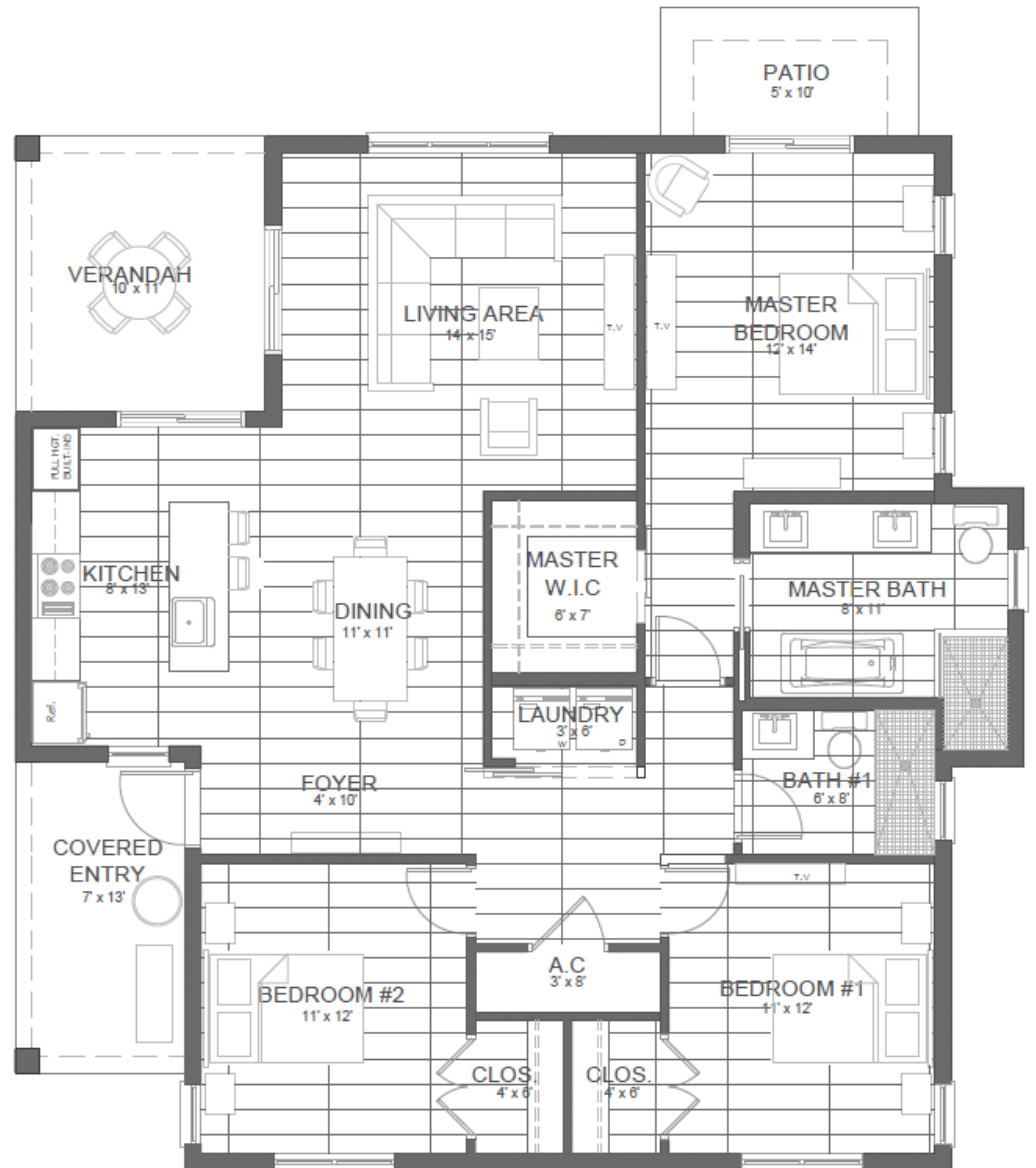 PATIO
5' x 10'
VERANDAH
10' x 11'
LIVING AREA
14' x 15'
T.V
T.V
MASTER
BEDROOM
12' x 14'
FULL HGT.
BUILT-INS
KITCHEN
8' x 13'
DINING
11' x 11'
MASTER
W.I.C
6' x 7'
MASTER BATH
8' x 11'
Ref.
LAUNDRY
3' x 6'
W
D
FOYER
4' x 10'
BATH #1
6' x 8'
COVERED
ENTRY
7' x 13'
T.V
A.C
3' x 8'
BEDROOM #2
11' x 12'
BEDROOM #1
11' x 12'
CLOS.
4' x 6'
CLOS.
4' x 6'